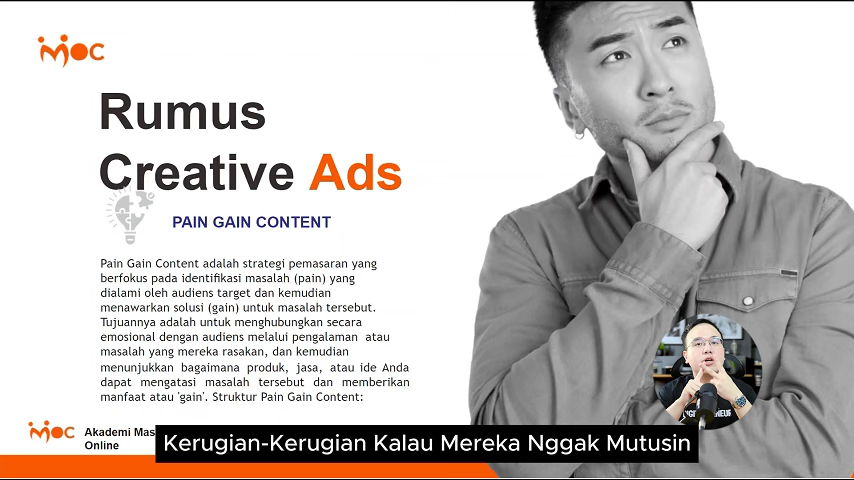 MOC
Rumus
Creative Ads
PAIN GAIN CONTENT
Pain Gain Content adalah strategi pemasaran yang
berfokus pada identifikasi masalah (pain) yang
dialami oleh audiens target dan kemudian
menawarkan solusi (gain) untuk masalah tersebut.
Tujuannya adalah untuk menghubungkan secara
emosional dengan audiens melalui pengalaman atau
masalah yang mereka rasakan, dan kemudian
menunjukkan bagaimana produk, jasa, atau ide Anda
dapat mengatasi masalah tersebut dan memberikan
manfaat atau 'gain'. Struktur Pain Gain Content:
MOC
Akademi Mas
Online
Kerugian-Kerugian Kalau Mereka Nggak Mutusin